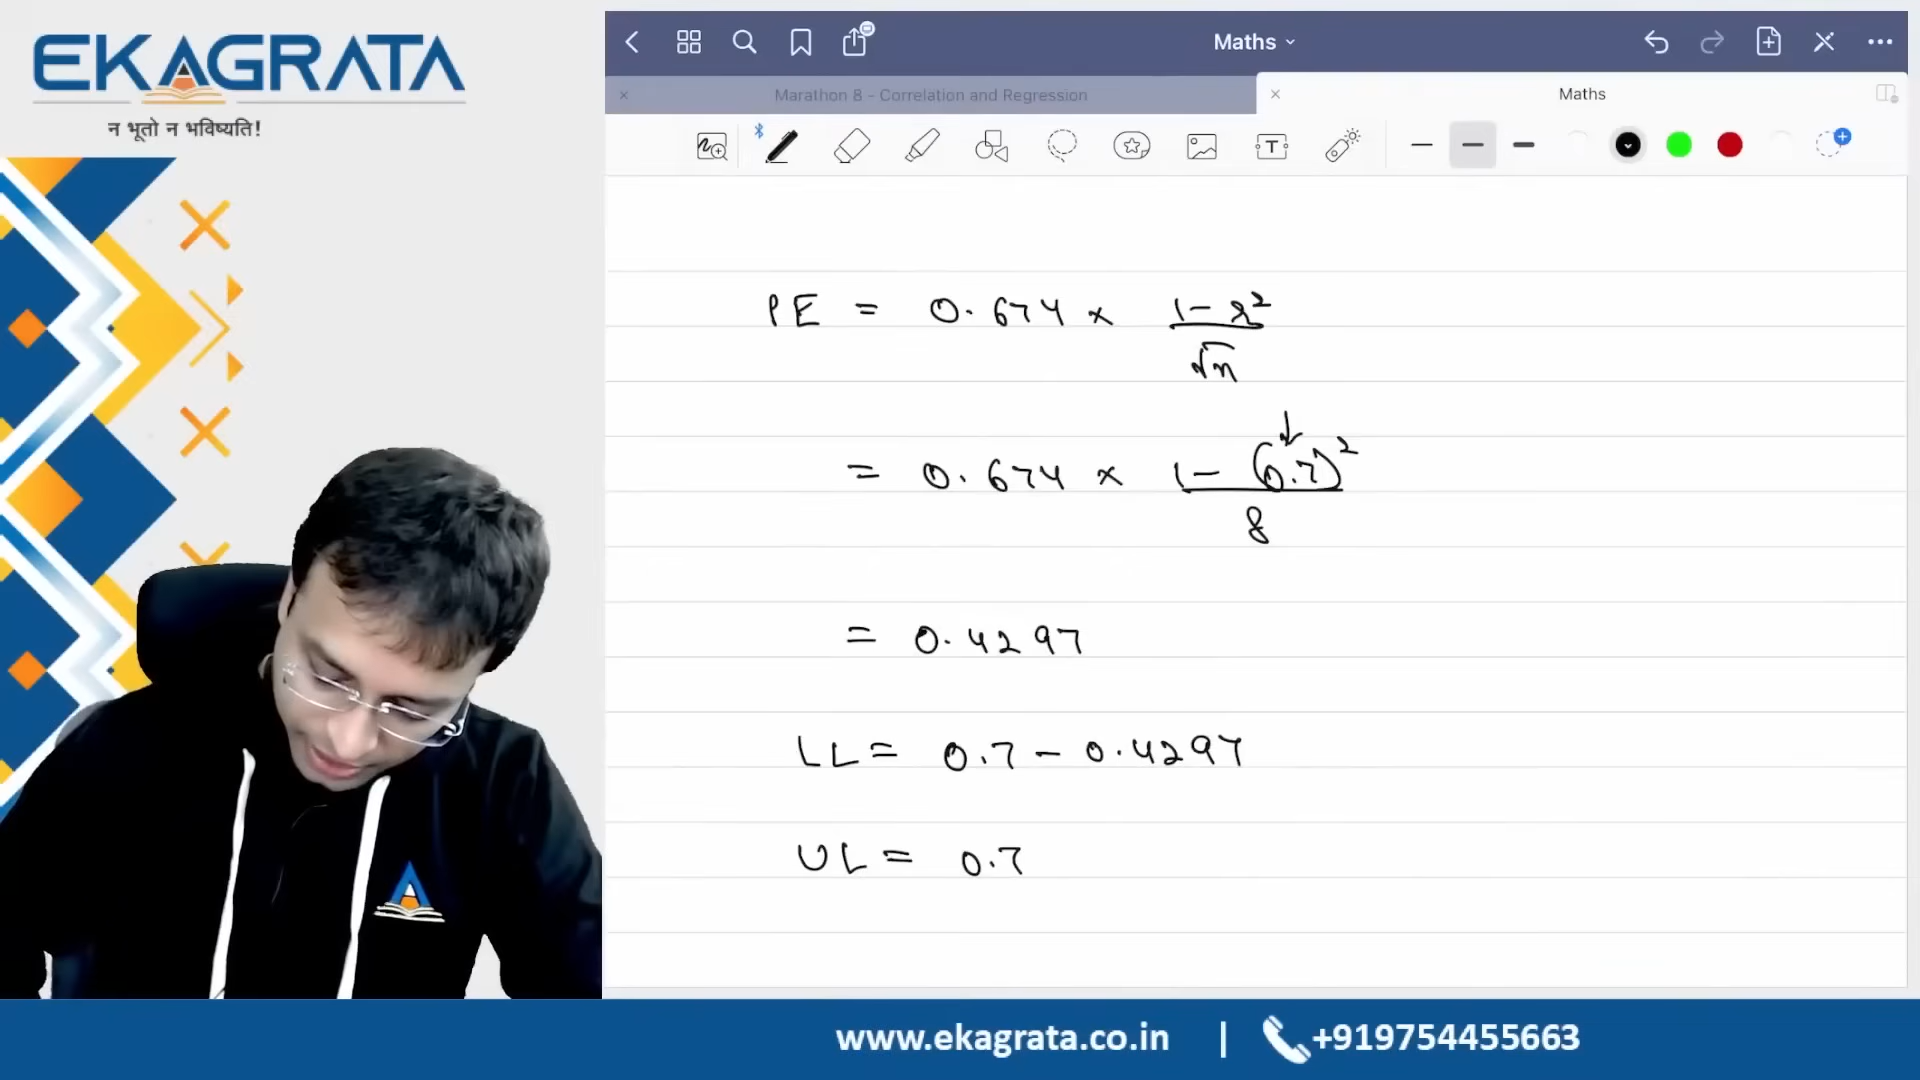 EKAGRATA
न भूतो न भविष्यति!
Maths
Marathon 8 - Correlation and Regression
Maths
T
PE = 0.674 × 1 - r²
√n
= 0.674 × 1 - (0.7)²
8
= 0.4297
LL = 0.7 - 0.4297
UL = 0.7
www.ekagrata.co.in | +919754455663